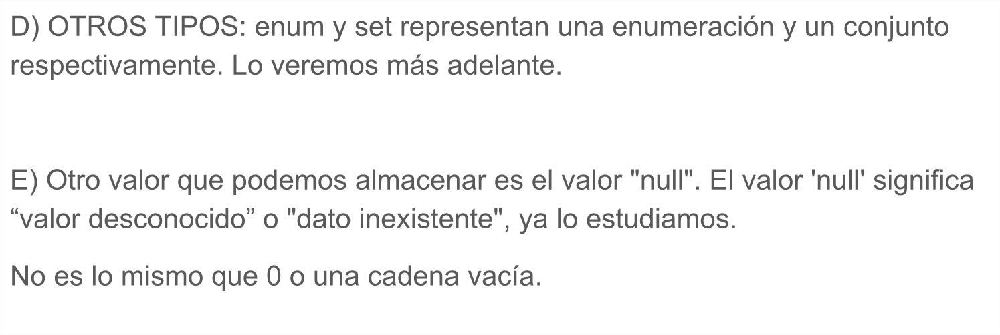 D) OTROS TIPOS: enum y set representan una enumeración y un conjunto
respectivamente. Lo veremos más adelante.
E) Otro valor que podemos almacenar es el valor "null". El valor 'null' significa
“valor desconocido” o "dato inexistente", ya lo estudiamos.
No es lo mismo que 0 o una cadena vacía.